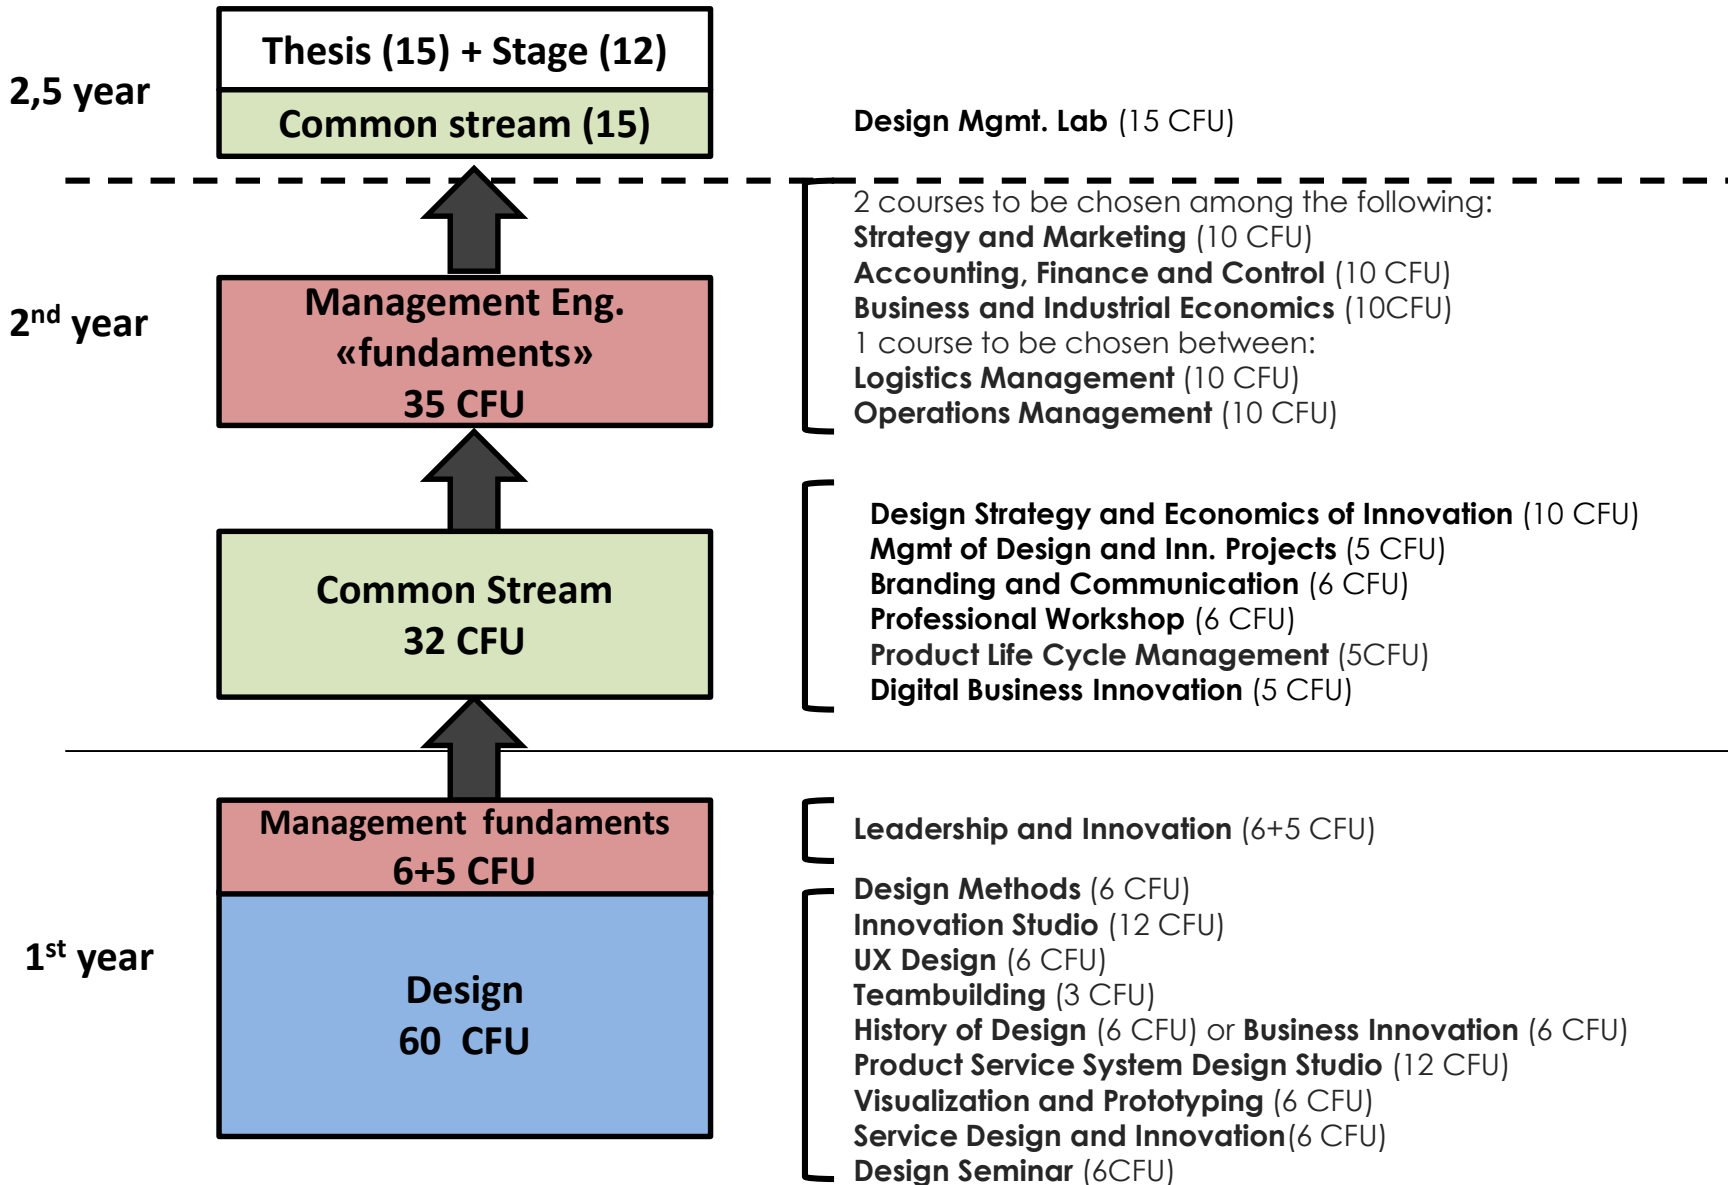 2,5 year
Thesis (15) + Stage (12)
Common stream (15)
Design Mgmt. Lab (15 CFU)
2nd year
Management Eng.
«fundaments»
35 CFU
2 courses to be chosen among the following:
Strategy and Marketing (10 CFU)
Accounting, Finance and Control (10 CFU)
Business and Industrial Economics (10CFU)
1 course to be chosen between:
Logistics Management (10 CFU)
Operations Management (10 CFU)
Common Stream
32 CFU
Design Strategy and Economics of Innovation (10 CFU)
Mgmt of Design and Inn. Projects (5 CFU)
Branding and Communication (6 CFU)
Professional Workshop (6 CFU)
Product Life Cycle Management (5CFU)
Digital Business Innovation (5 CFU)
1st year
Management fundaments
6+5 CFU
Leadership and Innovation (6+5 CFU)
Design
60 CFU
Design Methods (6 CFU)
Innovation Studio (12 CFU)
UX Design (6 CFU)
Teambuilding (3 CFU)
History of Design (6 CFU) or Business Innovation (6 CFU)
Product Service System Design Studio (12 CFU)
Visualization and Prototyping (6 CFU)
Service Design and Innovation(6 CFU)
Design Seminar (6CFU)